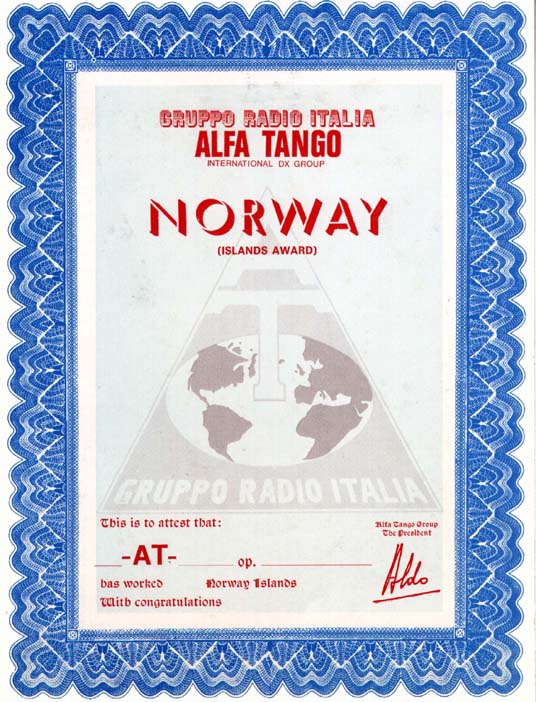 GRUPPO RADIO ITALIA
ALFA TANGO
INTERNATIONAL DX GROUP
NORWAY
(ISLANDS AWARD)
T
GRUPPO RADIO ITALIA
This is to attest that:
Alfa Tango Group
The President
-AT- op.
Aldo
has worked Norway Islands
With congratulations